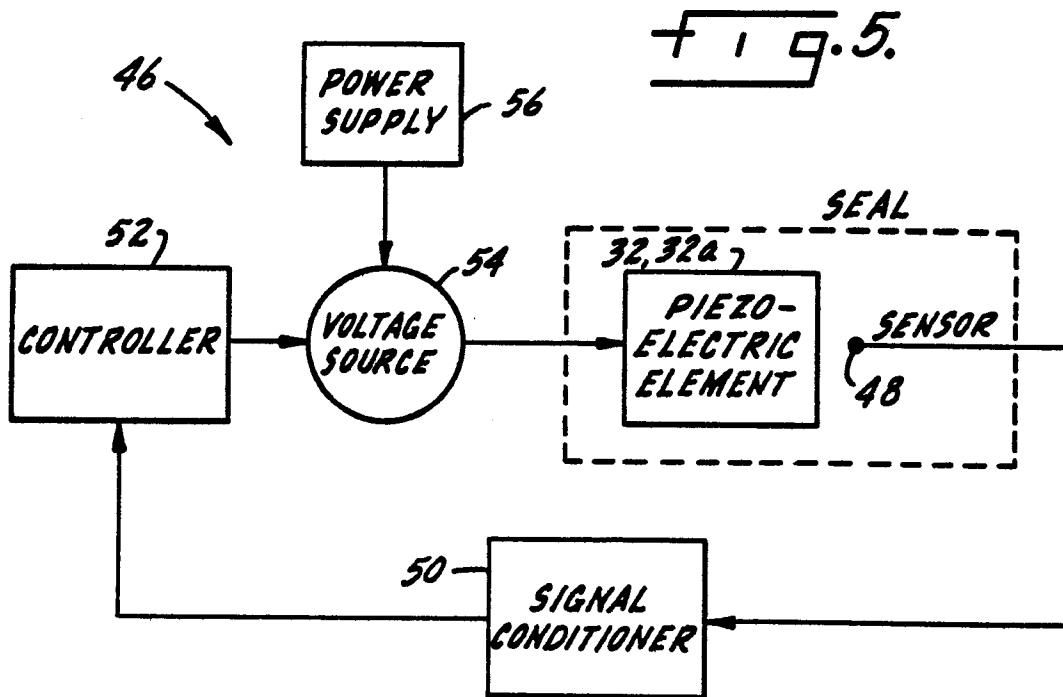 fig.5.
46
POWER
SUPPLY
56
SEAL
52
54
32,32a
CONTROLLER
VOLTAGE
SOURCE
PIEZO-
ELECTRIC
ELEMENT
SENSOR
48
50
SIGNAL
CONDITIONER